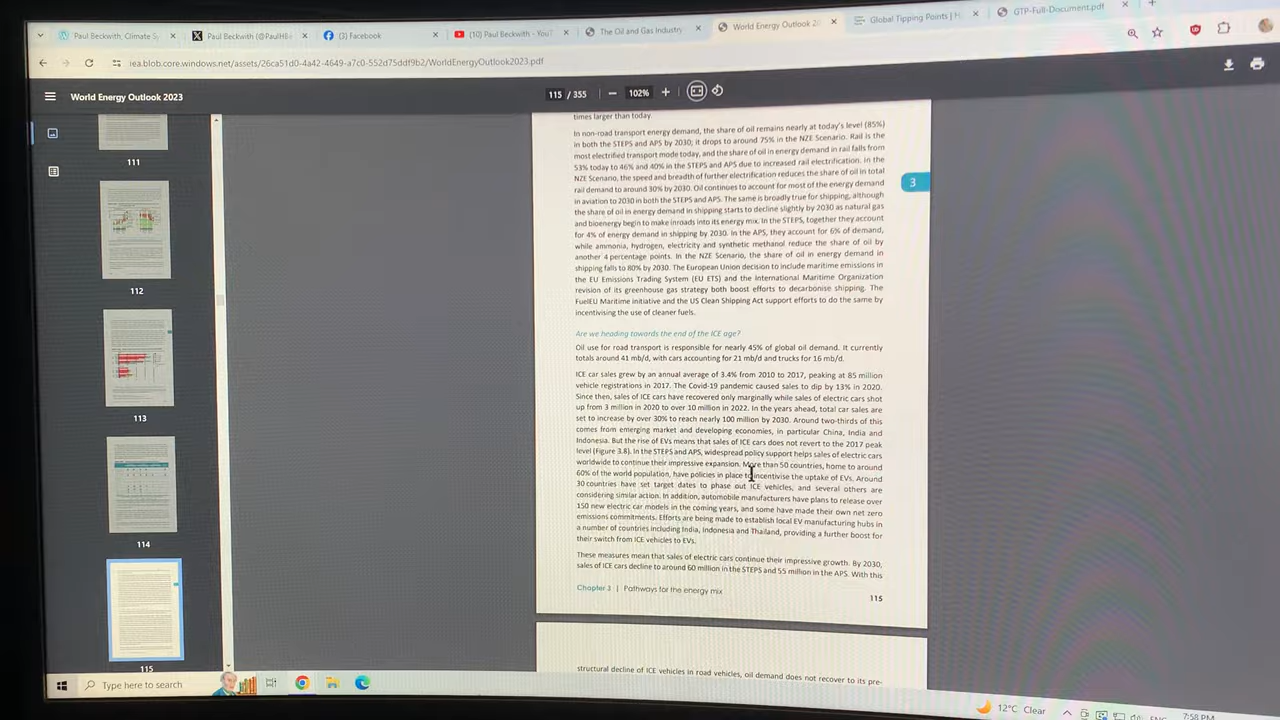 Paul Beckwith, Climate S
Paul Beckwith (@PaulHBe
(3) Facebook
(10) Paul Beckwith - YouT
The Oil and Gas Industry
World Energy Outlook 2
Global Tipping Points | H
GTP-Full-Document.pdf
iea.blob.core.windows.net/assets/26ca51d0-4a42-4649-a7c0-552d75ddf9b2/WorldEnergyOutlook2023.pdf
World Energy Outlook 2023
115 / 355
102%
111
112
113
114
115
times larger than today.
In non-road transport energy demand, the share of oil remains nearly at today's level (85%)
in both the STEPS and APS by 2030; it drops to around 75% in the NZE Scenario. Rail is the
most electrified transport mode today, and the share of oil in energy demand in rail falls from
53% today to 46% and 40% in the STEPS and APS due to increased rail electrification. In the
NZE Scenario, the speed and breadth of further electrification reduces the share of oil in total
rail demand to around 30% by 2030. Oil continues to account for most of the energy demand
in aviation to 2030 in both the STEPS and APS. The same is broadly true for shipping, although
the share of oil in energy demand in shipping starts to decline slightly by 2030 as natural gas
and bioenergy begin to make inroads into its energy mix. In the STEPS, together they account
for 4% of energy demand in shipping by 2030. In the APS, they account for 6% of demand,
while ammonia, hydrogen, electricity and synthetic methanol reduce the share of oil by
another 4 percentage points. In the NZE Scenario, the share of oil in energy demand in
shipping falls to 80% by 2030. The European Union decision to include maritime emissions in
the EU Emissions Trading System (EU ETS) and the International Maritime Organization
revision of its greenhouse gas strategy both boost efforts to decarbonise shipping. The
FuelEU Maritime initiative and the US Clean Shipping Act support efforts to do the same by
incentivising the use of cleaner fuels.
3
Are we heading towards the end of the ICE age?
Oil use for road transport is responsible for nearly 45% of global oil demand. It currently
totals around 41 mb/d, with cars accounting for 21 mb/d and trucks for 16 mb/d.
ICE car sales grew by an annual average of 3.4% from 2010 to 2017, peaking at 85 million
vehicle registrations in 2017. The Covid-19 pandemic caused sales to dip by 13% in 2020.
Since then, sales of ICE cars have recovered only marginally while sales of electric cars shot
up from 3 million in 2020 to over 10 million in 2022. In the years ahead, total car sales are
set to increase by over 30% to reach nearly 100 million by 2030. Around two-thirds of this
comes from emerging market and developing economies, in particular China, India and
Indonesia. But the rise of EVs means that sales of ICE cars does not revert to the 2017 peak
level (Figure 3.8). In the STEPS and APS, widespread policy support helps sales of electric cars
worldwide to continue their impressive expansion. More than 50 countries, home to around
60% of the world population, have policies in place to incentivise the uptake of EVs. Around
30 countries have set target dates to phase out ICE vehicles, and several others are
considering similar action. In addition, automobile manufacturers have plans to release over
150 new electric car models in the coming years, and some have made their own net zero
emissions commitments. Efforts are being made to establish local EV manufacturing hubs in
a number of countries including India, Indonesia and Thailand, providing a further boost for
their switch from ICE vehicles to EVs.
These measures mean that sales of electric cars continue their impressive growth. By 2030,
sales of ICE cars decline to around 60 million in the STEPS and 55 million in the APS. With this
Chapter 3 | Pathways for the energy mix
115
structural decline of ICE vehicles in road vehicles, oil demand does not recover to its pre-
Type here to search
12°C Clear
ENG
7:58 PM